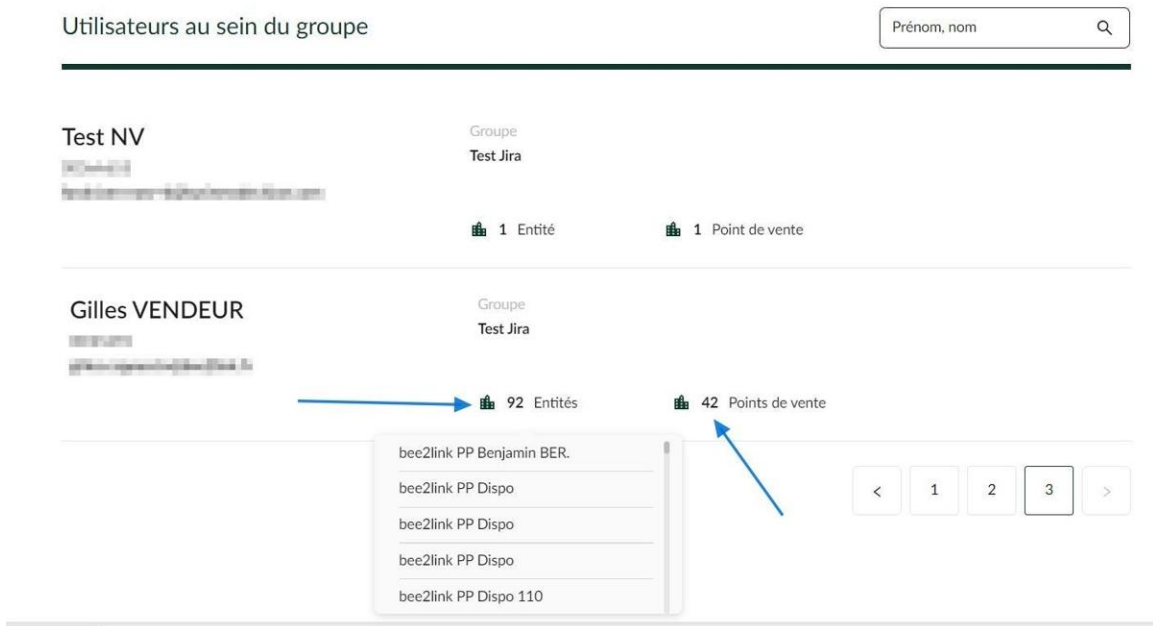 Utilisateurs au sein du groupe
Prénom, nom
Test NV
Groupe
Test Jira
1 Entité
1 Point de vente
Gilles VENDEUR
Groupe
Test Jira
92 Entités
42 Points de vente
bee2link PP Benjamin BER.
bee2link PP Dispo
bee2link PP Dispo
bee2link PP Dispo
bee2link PP Dispo 110
< 1 2 3 >